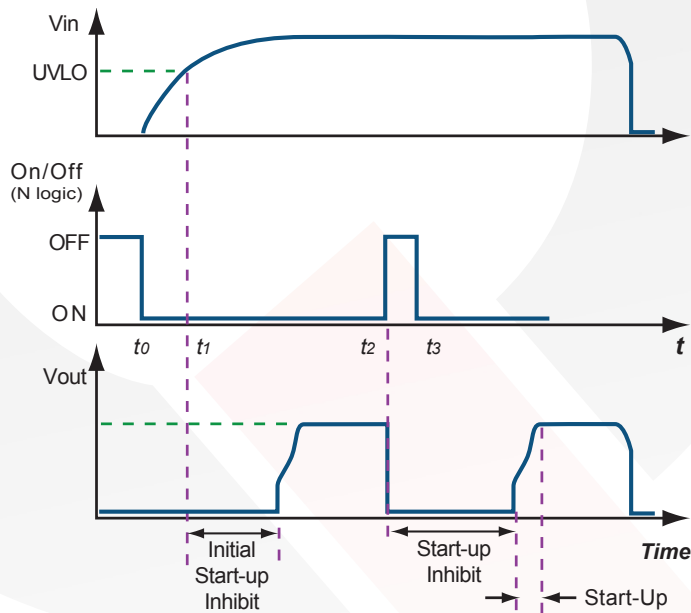 Vin
UVLO
On/Off
(N logic)
OFF
ON
t0 t1 t2 t3 t
Vout
Initial
Start-up
Inhibit
Start-up
Inhibit
Time
Start-Up